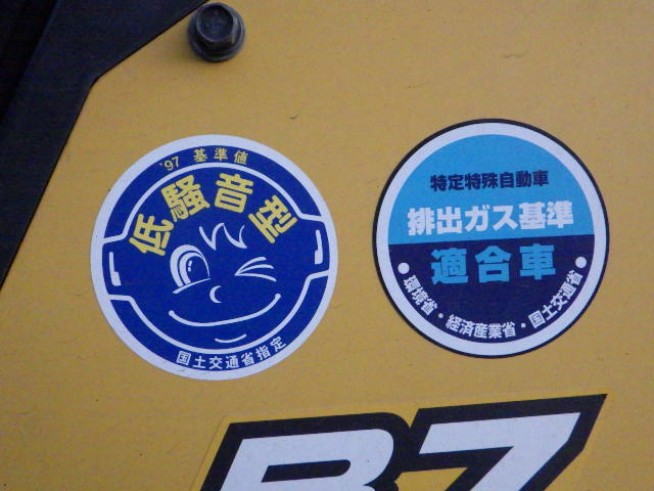 '97 基準値
低騒音型
国土交通省指定
特定特殊自動車
排出ガス基準
適合車
●環境省・経済産業省・国土交通省●
B7